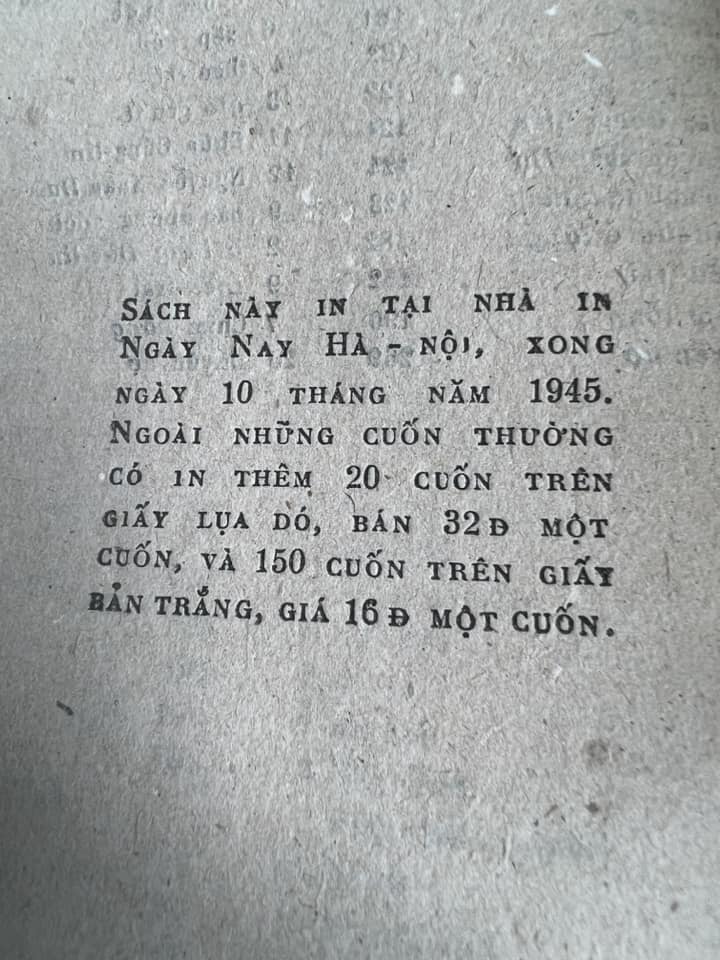 SÁCH NÀY IN TẠI NHÀ IN
NGÀY NAY HÀ-NỘI, XONG
NGÀY 10 THÁNG NĂM 1945.
NGOÀI NHỮNG CUỐN THƯỜNG
CÓ IN THÊM 20 CUỐN TRÊN
GIẤY LỤA DÓ, BÁN 32Đ MỘT
CUỐN, VÀ 150 CUỐN TRÊN GIẤY
BẢN TRẮNG, GIÁ 16Đ MỘT CUỐN.